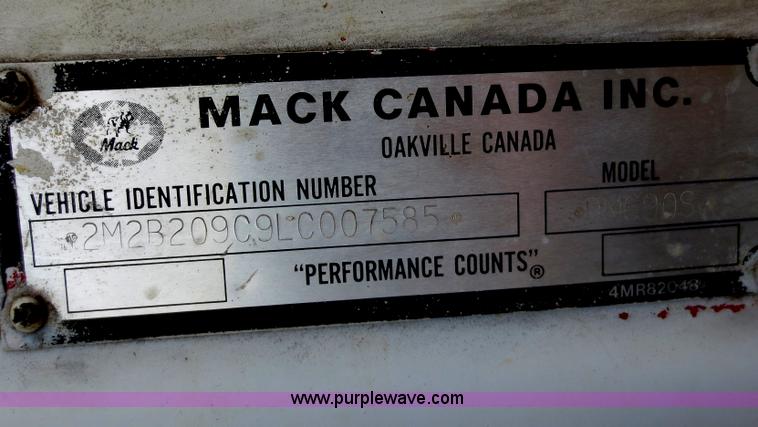 MACK CANADA INC.
Mack
OAKVILLE CANADA
VEHICLE IDENTIFICATION NUMBER
MODEL
2M2B209C9LC007585
"PERFORMANCE COUNTS"®
4MR82048
www.purplewave.com